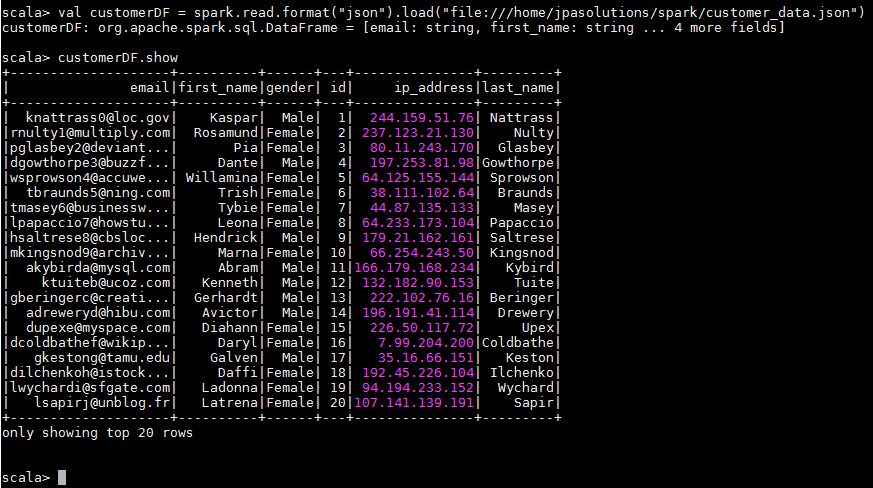 scala> val customerDF = spark.read.format("json").load("file:///home/jpasolutions/spark/customer_data.json")
customerDF: org.apache.spark.sql.DataFrame = [email: string, first_name: string ... 4 more fields]

scala> customerDF.show
+--------------------+----------+------+---+---------------+---------+
|               email|first_name|gender| id|     ip_address|last_name|
+--------------------+----------+------+---+---------------+---------+
|  knattrass0@loc.gov|    Kaspar|  Male|  1|  244.159.51.76| Nattrass|
|rnulty1@multiply.com|  Rosamund|Female|  2| 237.123.21.130|    Nulty|
|pglasbey2@deviant...|       Pia|Female|  3|  80.11.243.170|  Glasbey|
|dgowthorpe3@buzzf...|     Dante|  Male|  4|  197.253.81.98|Gowthorpe|
|wsprowson4@accuwe...| Willamina|Female|  5| 64.125.155.144| Sprowson|
|  tbraunds5@ning.com|     Trish|Female|  6|  38.111.102.64|  Braunds|
|tmasey6@businessw...|     Tybie|Female|  7|  44.87.135.133|    Masey|
|lpapaccio7@howstu...|     Leona|Female|  8| 64.233.173.104| Papaccio|
|hsaltrese8@cbsloc...|  Hendrick|  Male|  9| 179.21.162.161| Saltrese|
|mkingsnod9@archiv...|     Marna|Female| 10|  66.254.243.50| Kingsnod|
|  akybirda@mysql.com|     Abram|  Male| 11|166.179.168.234|   Kybird|
|    ktuiteb@ucoz.com|   Kenneth|  Male| 12| 132.182.90.153|    Tuite|
|gberingerc@creati...|  Gerhardt|  Male| 13|  222.102.76.16| Beringer|
|  adreweryd@hibu.com|   Avictor|  Male| 14| 196.191.41.114|  Drewery|
|  dupexe@myspace.com|   Diahann|Female| 15|  226.50.117.72|     Upex|
|dcoldbathef@wikip...|     Daryl|Female| 16|   7.99.204.200|Coldbathe|
|   gkestong@tamu.edu|    Galven|  Male| 17|   35.16.66.151|   Keston|
|dilchenkoh@istock...|     Daffi|Female| 18| 192.45.226.104| Ilchenko|
|lwychardi@sfgate.com|   Ladonna|Female| 19| 94.194.233.152|  Wychard|
|   lsapirj@unblog.fr|   Latrena|Female| 20|107.141.139.191|    Sapir|
+--------------------+----------+------+---+---------------+---------+
only showing top 20 rows

scala>